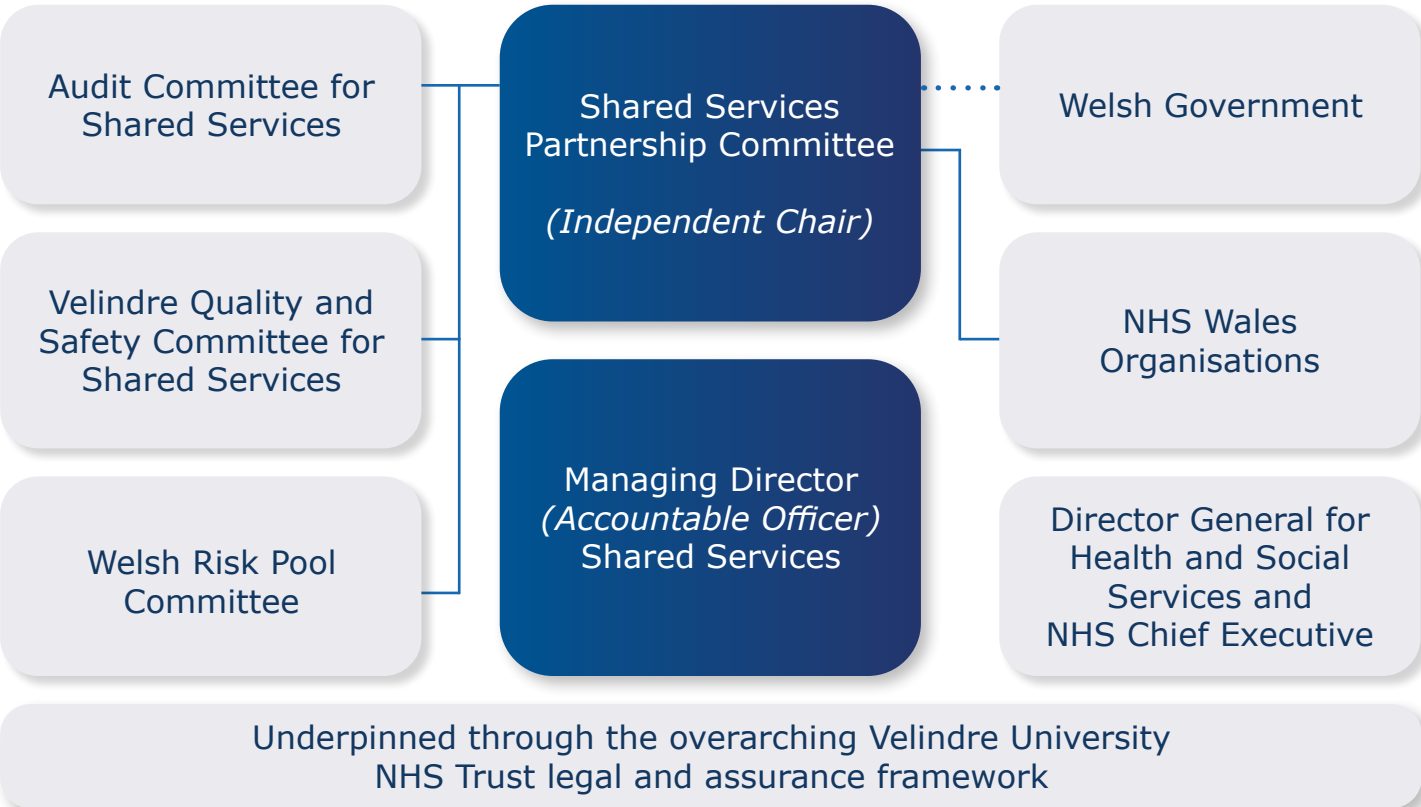 Audit Committee for
Shared Services
Shared Services
Partnership Committee
(Independent Chair)
Welsh Government
Velindre Quality and
Safety Committee for
Shared Services
NHS Wales
Organisations
Managing Director
(Accountable Officer)
Shared Services
Welsh Risk Pool
Committee
Director General for
Health and Social
Services and
NHS Chief Executive
Underpinned through the overarching Velindre University
NHS Trust legal and assurance framework